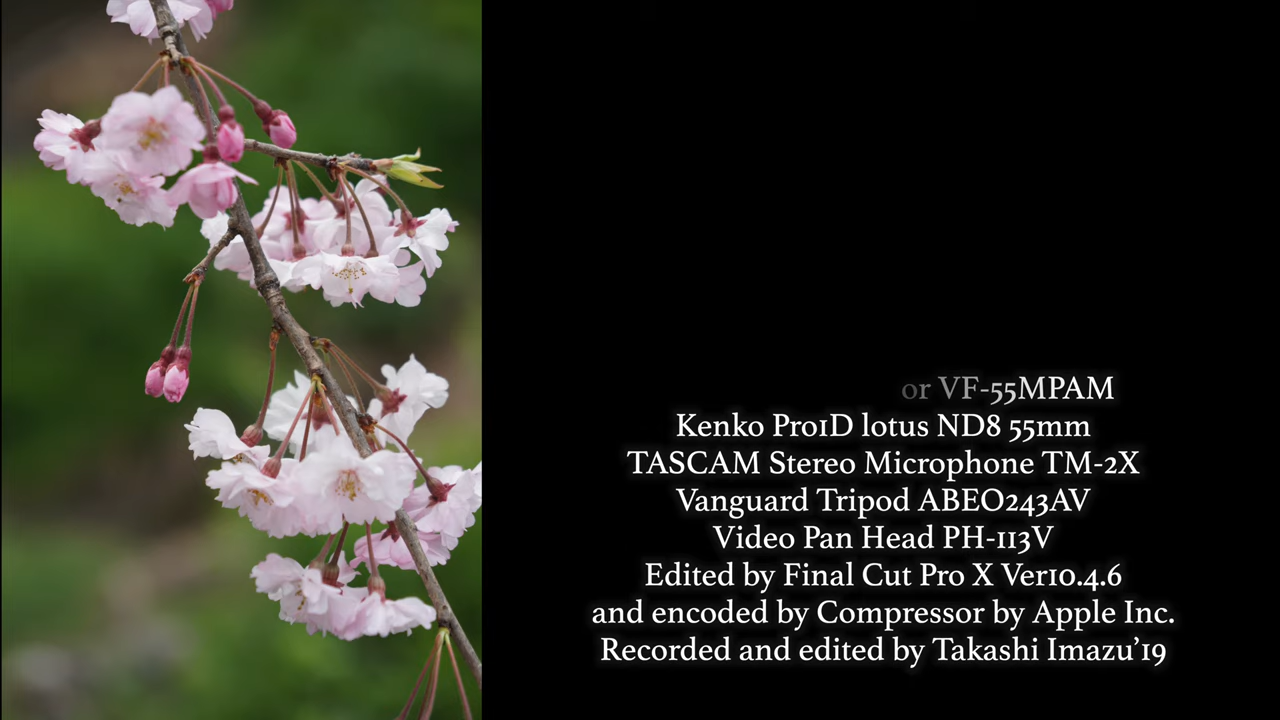 or VF-55MPAM
Kenko Pro1D lotus ND8 55mm
TASCAM Stereo Microphone TM-2X
Vanguard Tripod ABEO243AV
Video Pan Head PH-113V
Edited by Final Cut Pro X Ver10.4.6
and encoded by Compressor by Apple Inc.
Recorded and edited by Takashi Imazu’19